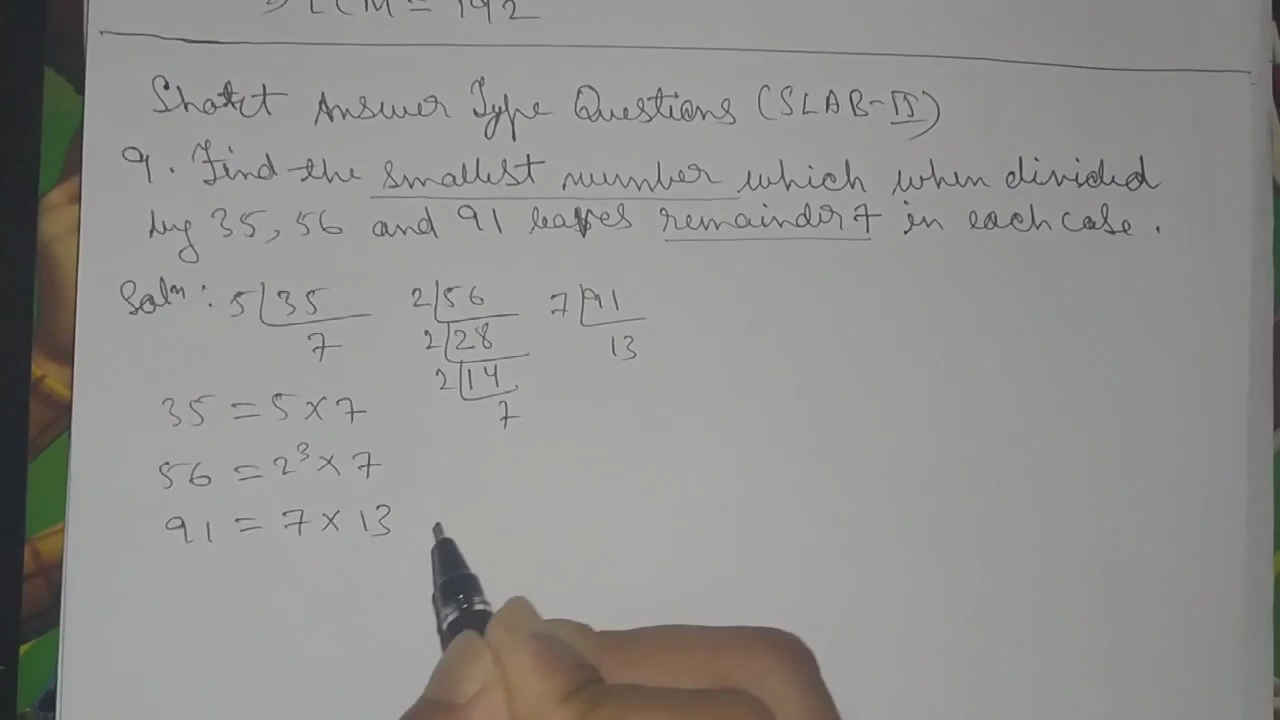 ⇒ LCM = 192
Short Answer Type Questions (SLAB-II)
9. Find the smallest number which when divided
by 35, 56 and 91 leaves remainder 7 in each case.
Solⁿ: 5|35 2|56 7|91
7 2|28 13
2|14
7
35 = 5 × 7
56 = 2³ × 7
91 = 7 × 13